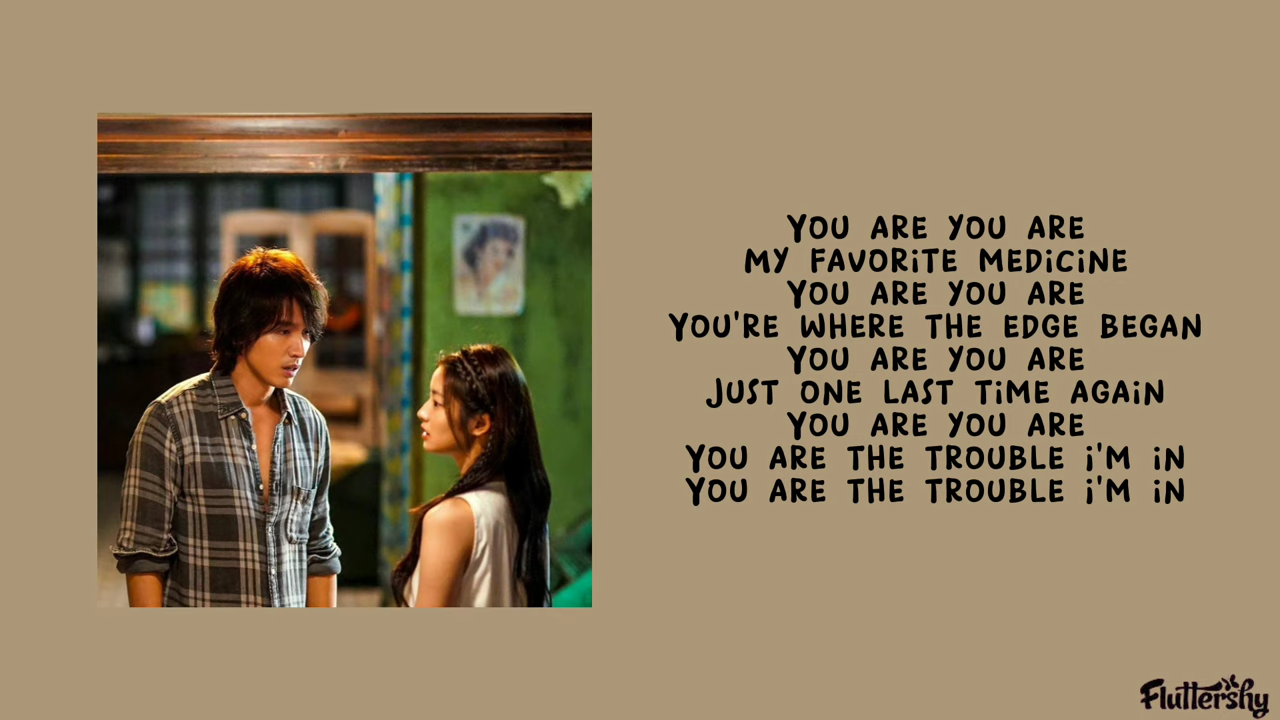 YOU ARE YOU ARE
MY FAVORiTE MEDiCiNE
YOU ARE YOU ARE
YOU'RE WHERE THE EDGE BEGAN
YOU ARE YOU ARE
JUST ONE LAST TiME AGAiN
YOU ARE YOU ARE
YOU ARE THE TROUBLE i'M iN
YOU ARE THE TROUBLE i'M iN
Fluttershy